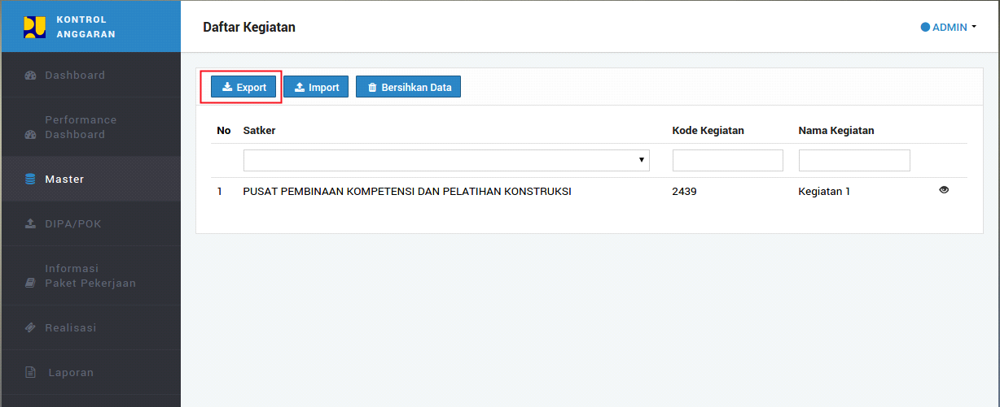 KONTROL
ANGGARAN
Daftar Kegiatan
ADMIN
Dashboard
Performance
Dashboard
Master
DIPA/POK
Informasi
Paket Pekerjaan
Realisasi
Laporan
Export Import Bersihkan Data
No Satker Kode Kegiatan Nama Kegiatan
1 PUSAT PEMBINAAN KOMPETENSI DAN PELATIHAN KONSTRUKSI 2439 Kegiatan 1